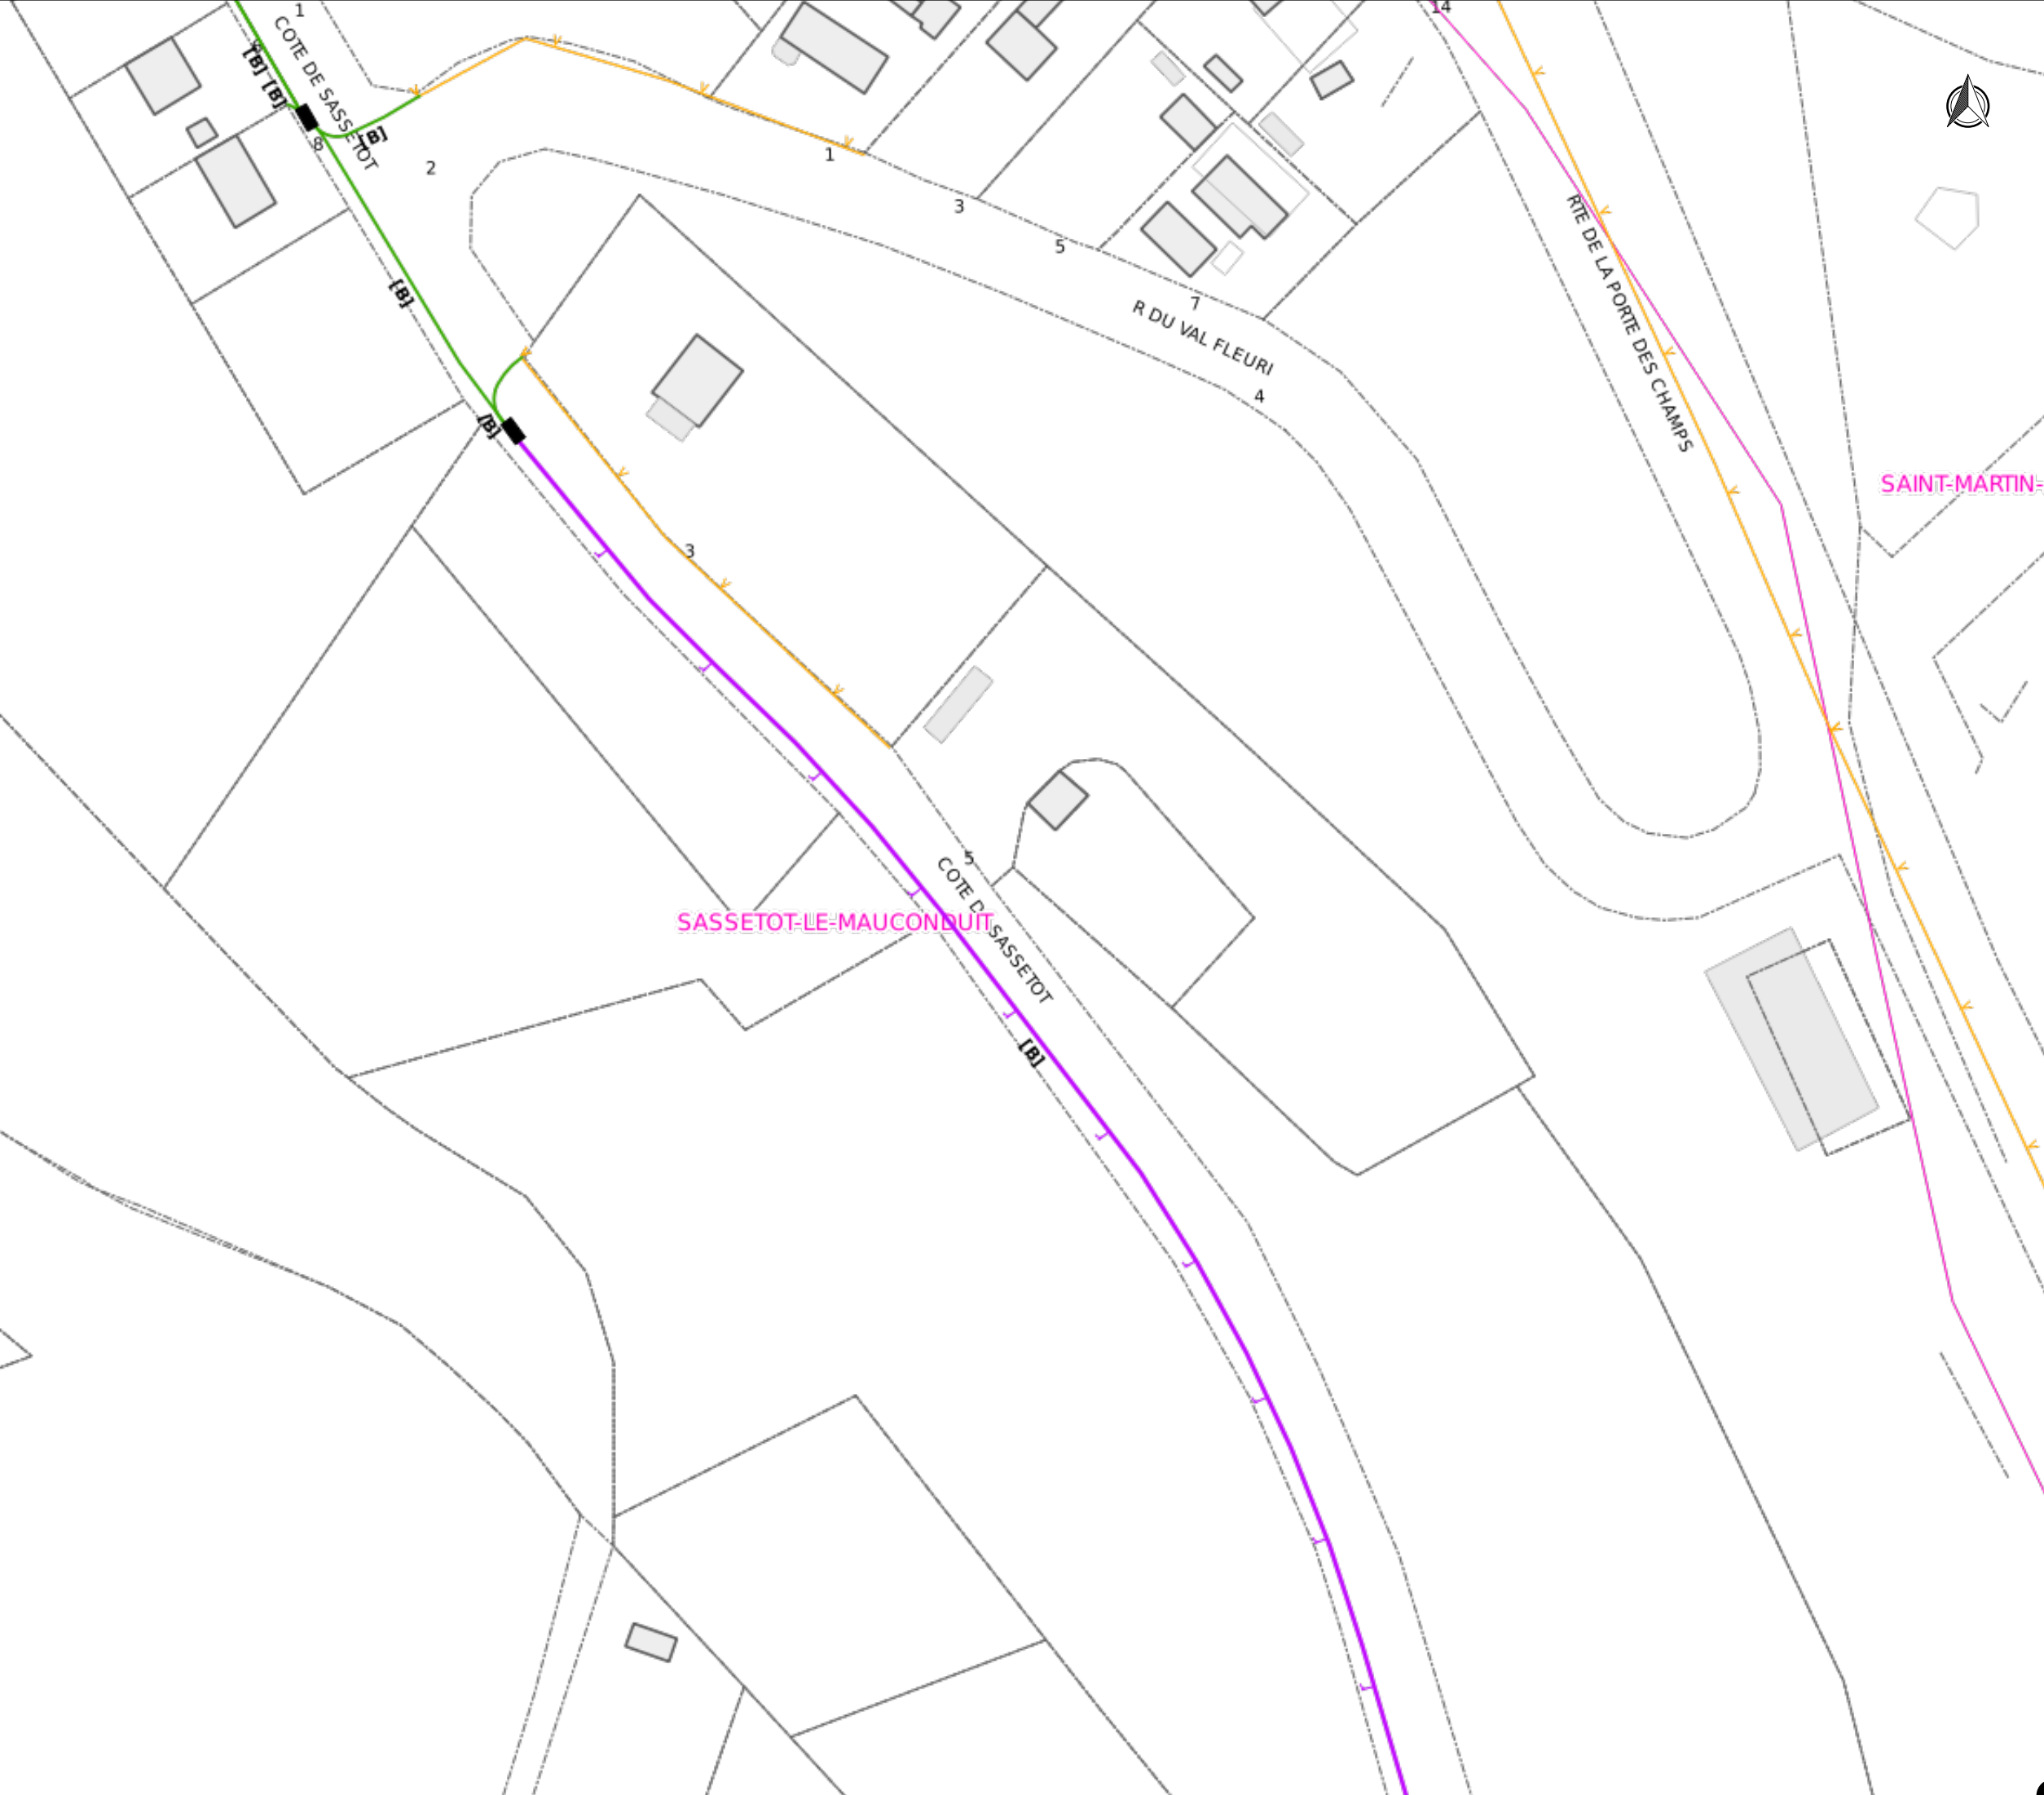 1
14
COTE DE SASSETOT
[B]
[B]
[B]
8
2
1
3
5
7
R DU VAL FLEURI
4
RTE DE LA PORTE DES CHAMPS
[B]
[B]
SAINT-MARTIN-
3
5
COTE DE SASSETOT
SASSETOT-LE-MAUCONDUIT
[B]